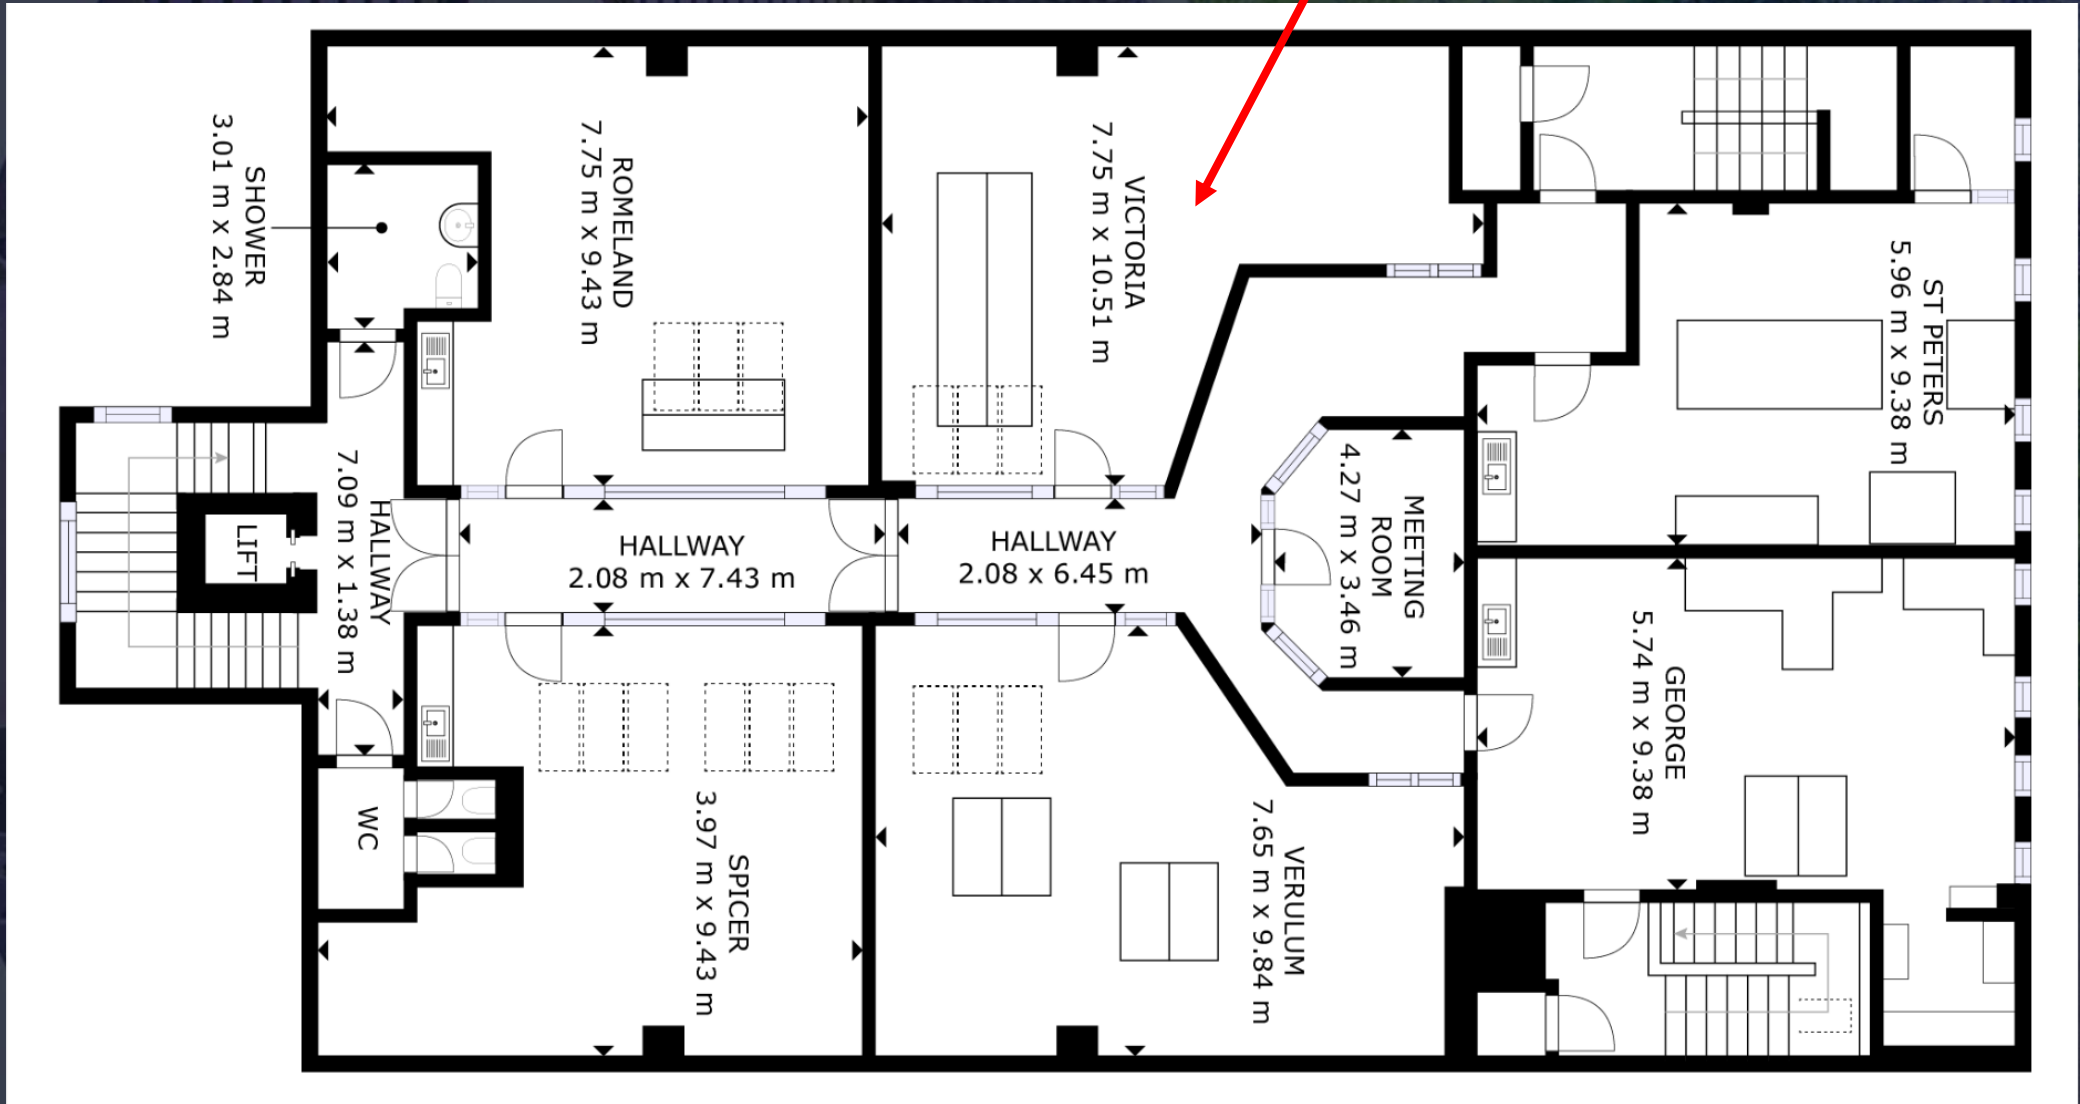 SHOWER
3.01 m x 2.84 m
ROMELAND
7.75 m x 9.43 m
VICTORIA
7.75 m x 10.51 m
ST PETERS
5.96 m x 9.38 m
HALLWAY
7.09 m x 1.38 m
LIFT
HALLWAY
2.08 m x 7.43 m
HALLWAY
2.08 x 6.45 m
MEETING
ROOM
4.27 m x 3.46 m
GEORGE
5.74 m x 9.38 m
WC
SPICER
3.97 m x 9.43 m
VERULUM
7.65 m x 9.84 m